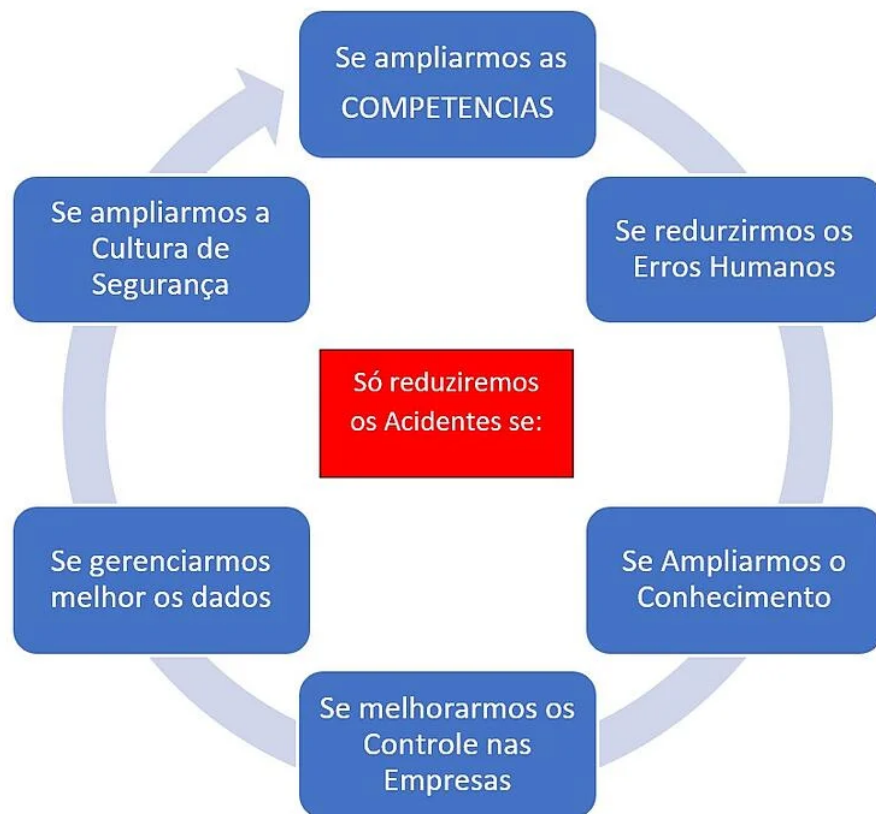 Se ampliarmos as
COMPETENCIAS
Se redurzirmos os
Erros Humanos
Se Ampliarmos o
Conhecimento
Se melhorarmos os
Controle nas
Empresas
Se gerenciarmos
melhor os dados
Se ampliarmos a
Cultura de
Segurança
Só reduziremos
os Acidentes se: